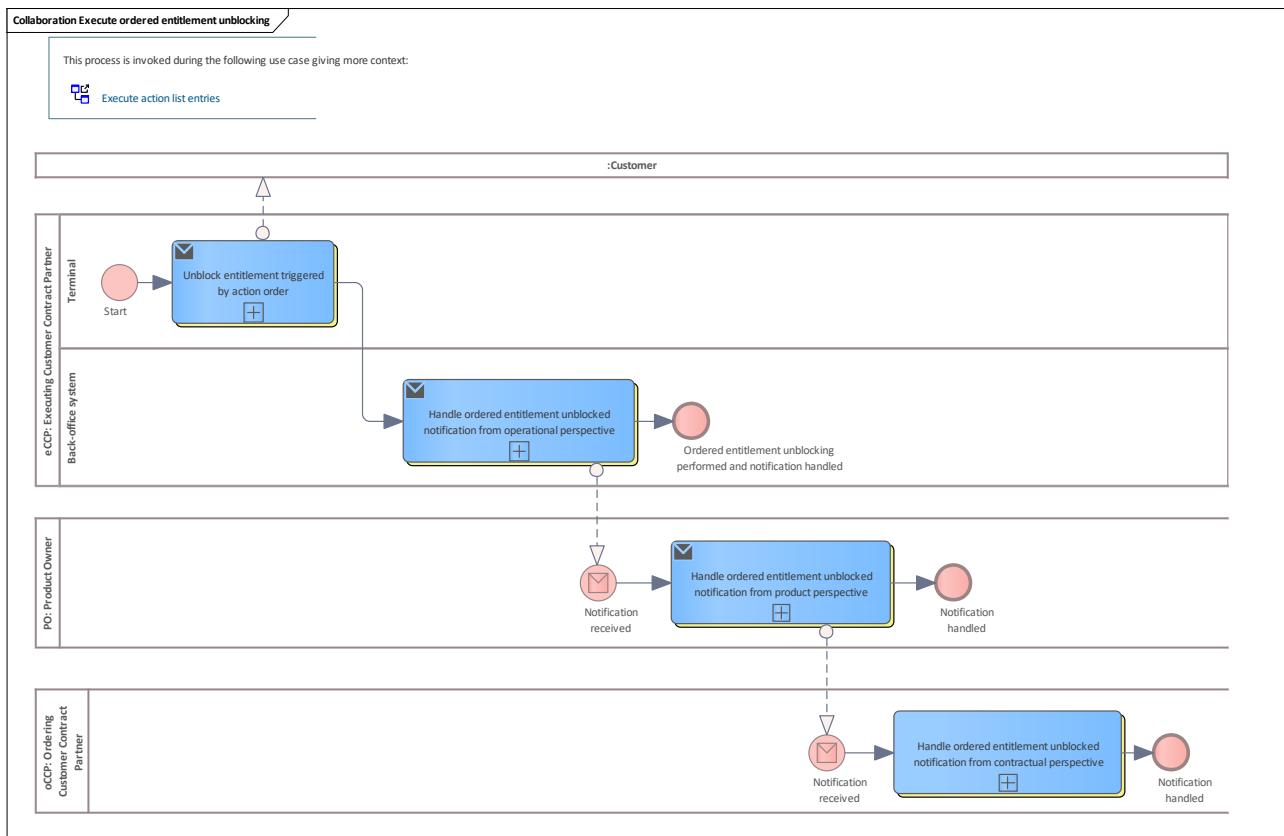 Collaboration Execute ordered entitlement unblocking
This process is invoked during the following use case giving more context:
Execute action list entries
:Customer
eCCP: Executing Customer Contract Partner
Terminal
Start
Unblock entitlement triggered
by action order
Back-office system
Handle ordered entitlement unblocked
notification from operational perspective
Ordered entitlement unblocking
performed and notification handled
PO: Product Owner
Notification
received
Handle ordered entitlement unblocked
notification from product perspective
Notification
handled
oCCP: Ordering
Customer Contract
Partner
Notification
received
Handle ordered entitlement unblocked
notification from contractual perspective
Notification
handled